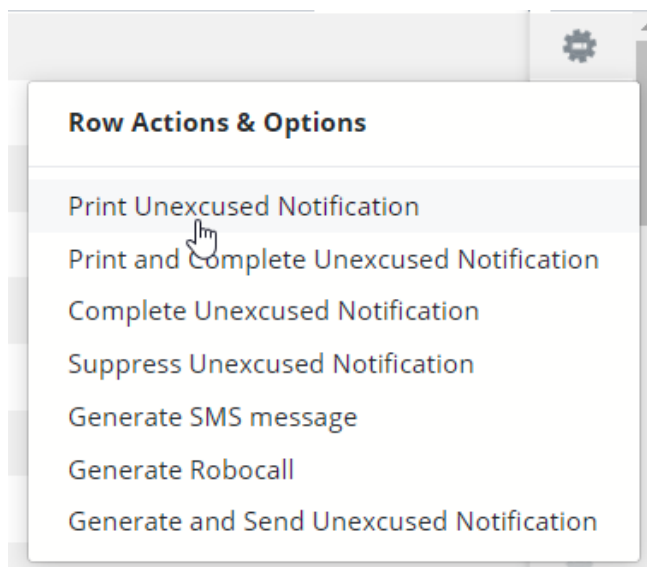 Row Actions & Options
Print Unexcused Notification
Print and Complete Unexcused Notification
Complete Unexcused Notification
Suppress Unexcused Notification
Generate SMS message
Generate Robocall
Generate and Send Unexcused Notification